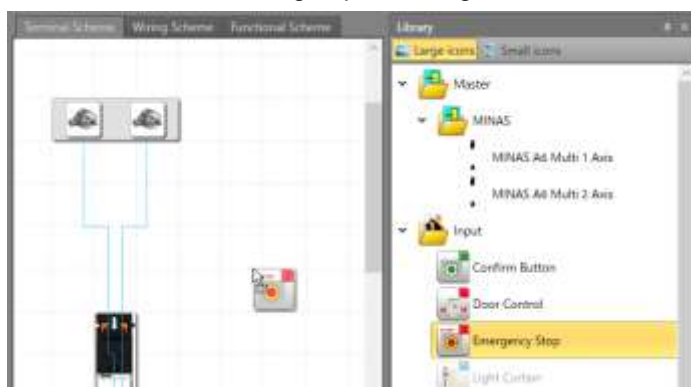 Terminal Scheme Wiring Scheme Functional Scheme
Library
Large icons Small icons
Master
MINAS
MINAS A6 Multi 1 Axis
MINAS A6 Multi 2 Axis
Input
Confirm Button
Door Control
Emergency Stop
Light Curtain